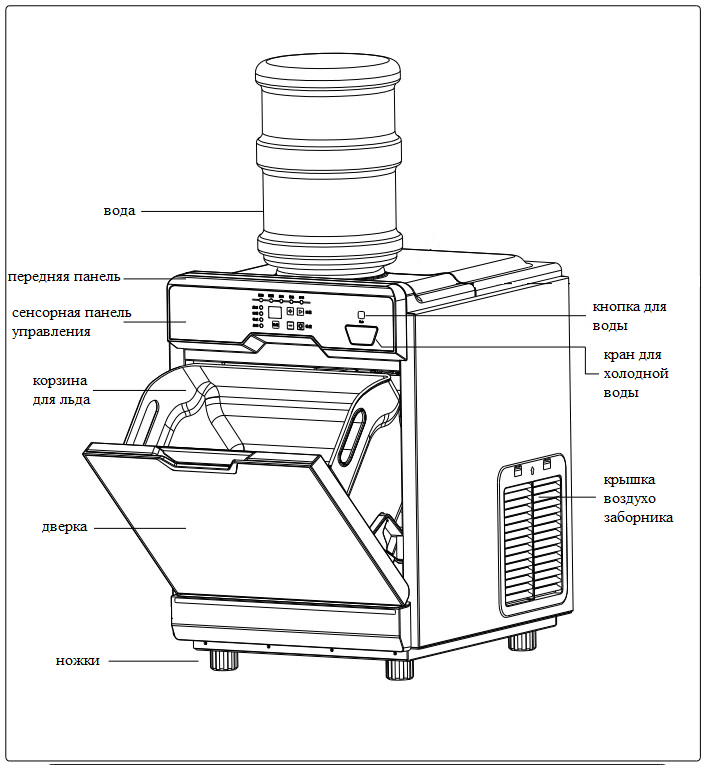 вода
передняя панель
сенсорная панель
управления
корзина
для льда
дверка
ножки
кнопка для
воды
кран для
холодной
воды
крышка
воздухо
заборника